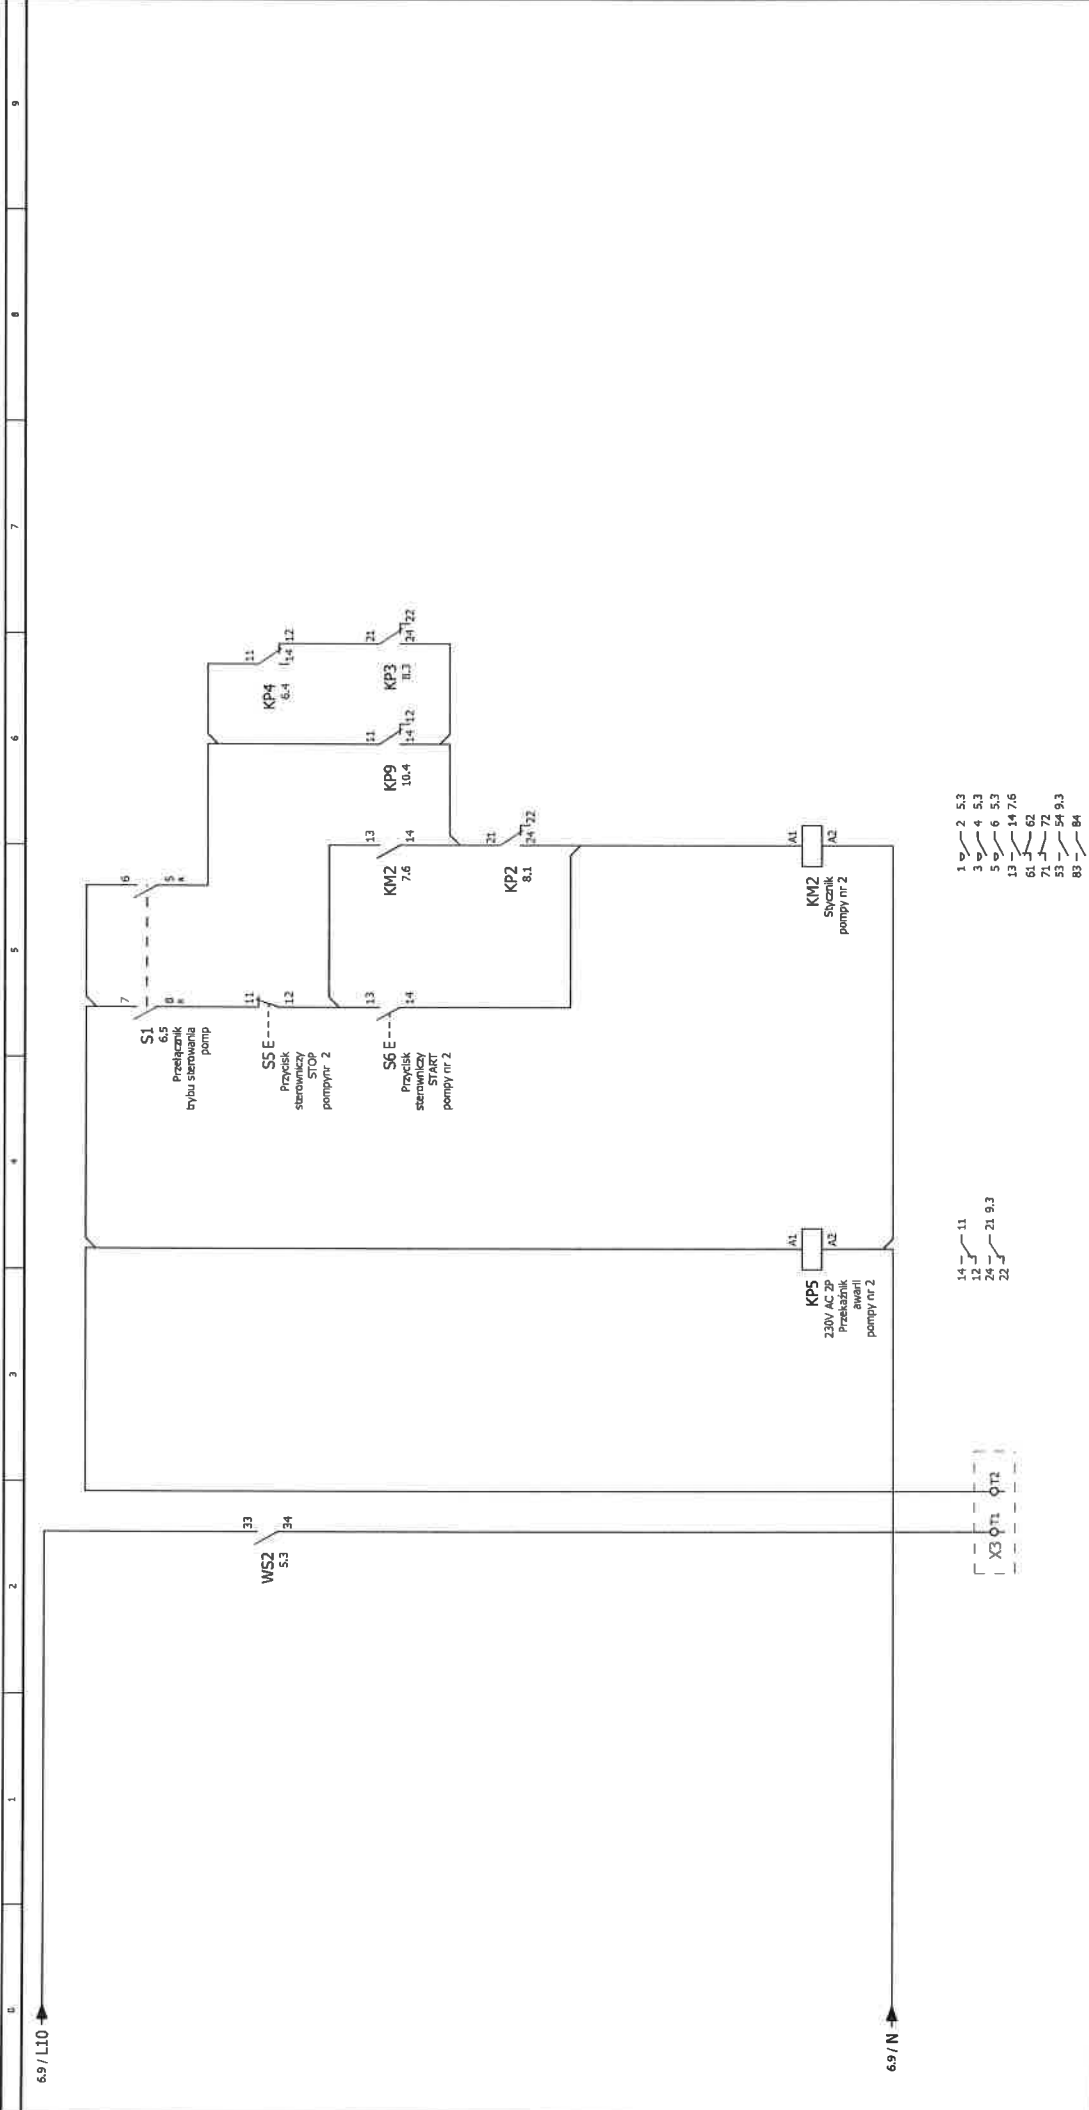 0
1
2
3
4
5
6
7
8
9
6.9 / L10
6.9 / N
WS2
5.3
33
34
X3
T1
T2
KP5
230V AC 2P
Przekaźnik
awarii
pompy nr 2
A1
A2
14
11
12
24
21 9.3
22
S1
6.5
Przełącznik
trybu sterowania
pomp
7
8
6
5
S5 E
Przycisk
sterowniczy
STOP
pompynr 2
11
12
S6 E
Przycisk
sterowniczy
START
pompy nr 2
13
14
KM2
7.6
13
14
KP2
8.1
21
24
22
KP9
10.4
11
14
12
KP4
6.4
11
14
12
KP3
8.3
21
24
22
KM2
Stycznik
pompy nr 2
A1
A2
1 2 5.3
3 4 5.3
5 6 5.3
13 14 7.6
61 62
71 72
53 54 9.3
83 84